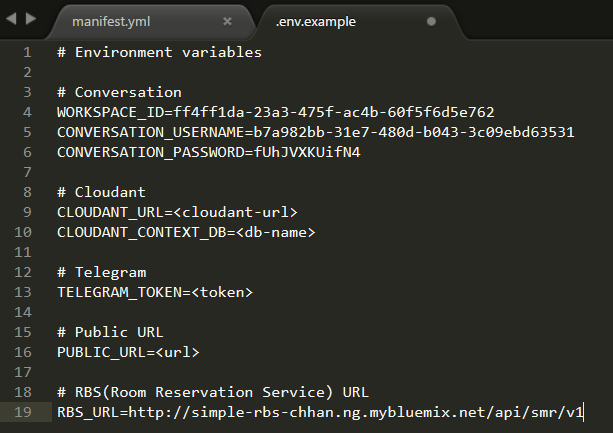 manifest.yml
.env.example
1 # Environment variables
2
3 # Conversation
4 WORKSPACE_ID=ff4ff1da-23a3-475f-ac4b-60f5f6d5e762
5 CONVERSATION_USERNAME=b7a982bb-31e7-480d-b043-3c09ebd63531
6 CONVERSATION_PASSWORD=fUhJVXKUifN4
7
8 # Cloudant
9 CLOUDANT_URL=<cloudant-url>
10 CLOUDANT_CONTEXT_DB=<db-name>
11
12 # Telegram
13 TELEGRAM_TOKEN=<token>
14
15 # Public URL
16 PUBLIC_URL=<url>
17
18 # RBS(Room Reservation Service) URL
19 RBS_URL=http://simple-rbs-chhan.ng.mybluemix.net/api/smr/v1